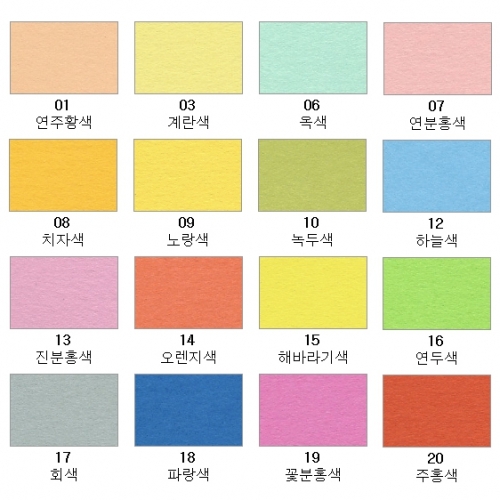 01 03 06 07
연주황색 계란색 옥색 연분홍색
08 09 10 12
치자색 노랑색 녹두색 하늘색
13 14 15 16
진분홍색 오렌지색 해바라기색 연두색
17 18 19 20
회색 파랑색 꽃분홍색 주홍색